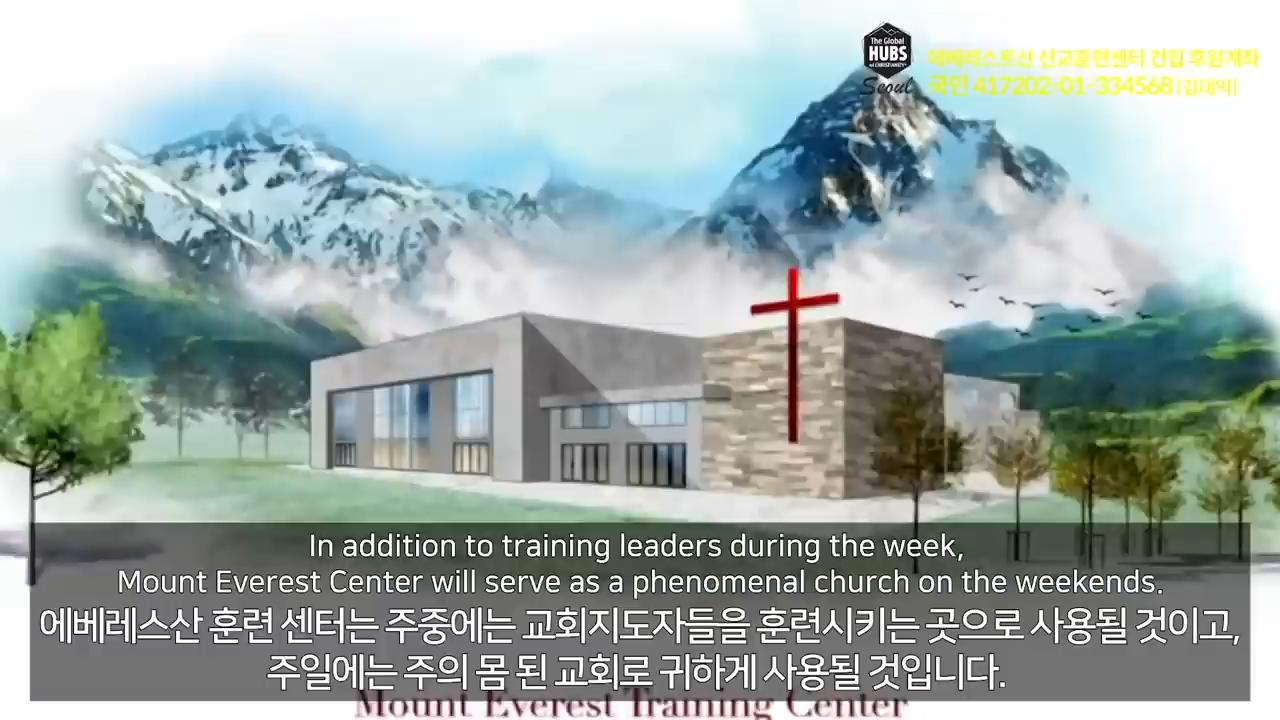 The Global
HUBS
of CHRISTIANITY
Seoul
에베레스트산 선교훈련센터 건립 후원계좌
국민 417202-01-334568 (김대덕)
In addition to training leaders during the week,
Mount Everest Center will serve as a phenomenal church on the weekends.
에베레스산 훈련 센터는 주중에는 교회지도자들을 훈련시키는 곳으로 사용될 것이고,
주일에는 주의 몸 된 교회로 귀하게 사용될 것입니다.
Mount Everest Training Center